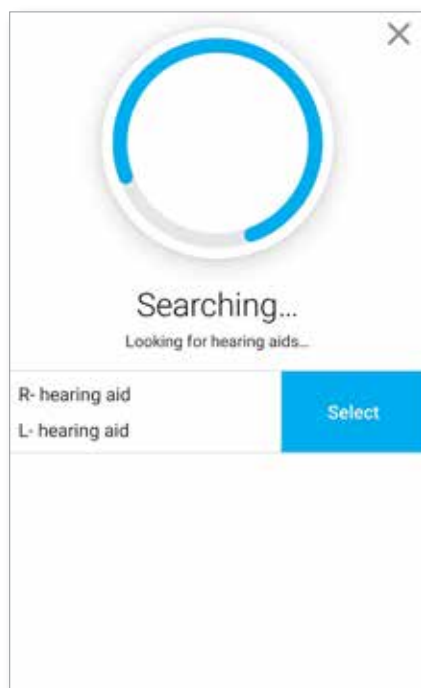 Searching...
Looking for hearing aids...
R- hearing aid
L- hearing aid
Select